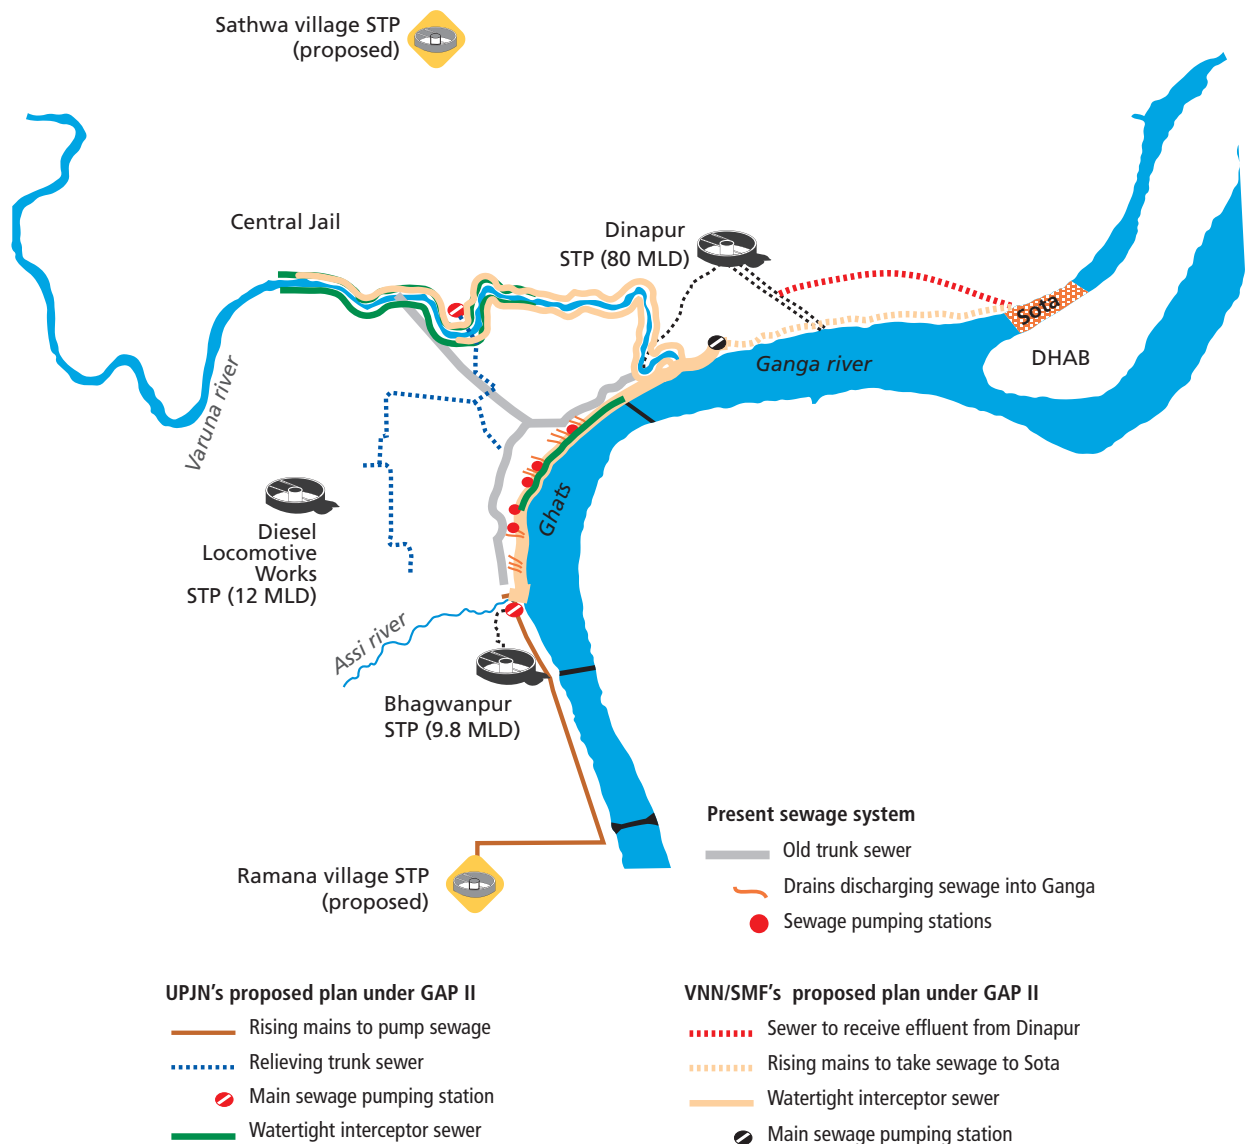 Sathwa village STP
(proposed)
Central Jail
Dinapur
STP (80 MLD)
Sota
DHAB
Ganga river
Varuna river
Ghats
Diesel
Locomotive
Works
STP (12 MLD)
Assi river
Bhagwanpur
STP (9.8 MLD)
Ramana village STP
(proposed)
Present sewage system
Old trunk sewer
Drains discharging sewage into Ganga
Sewage pumping stations
UPJN's proposed plan under GAP II
Rising mains to pump sewage
Relieving trunk sewer
Main sewage pumping station
Watertight interceptor sewer
VNN/SMF's proposed plan under GAP II
Sewer to receive effluent from Dinapur
Rising mains to take sewage to Sota
Watertight interceptor sewer
Main sewage pumping station